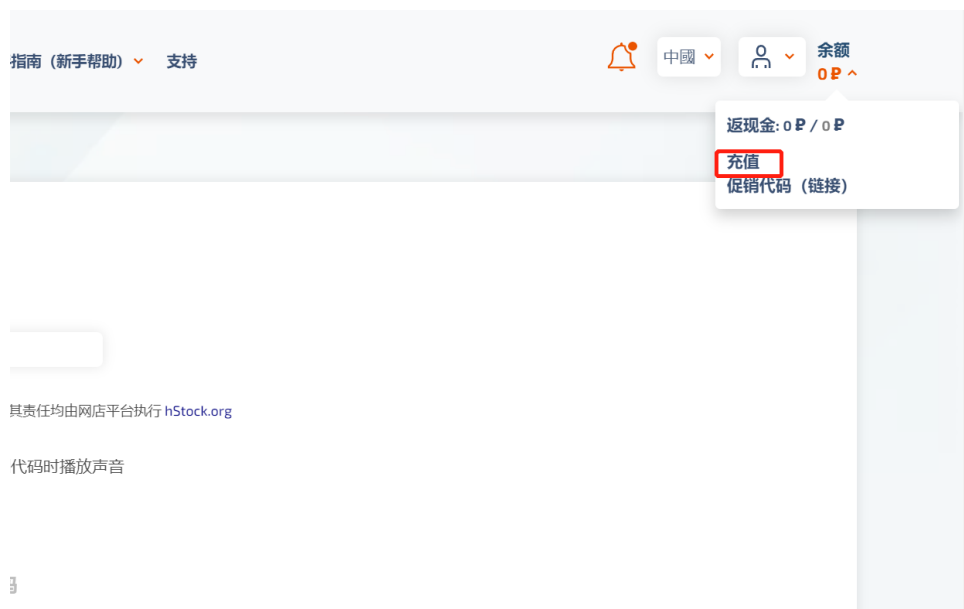 指南（新手帮助）
支持
中國
余额
0 ₽
返现金: 0 ₽ / 0 ₽
充值
促销代码（链接）
其责任均由网店平台执行 hStock.org
代码时播放声音